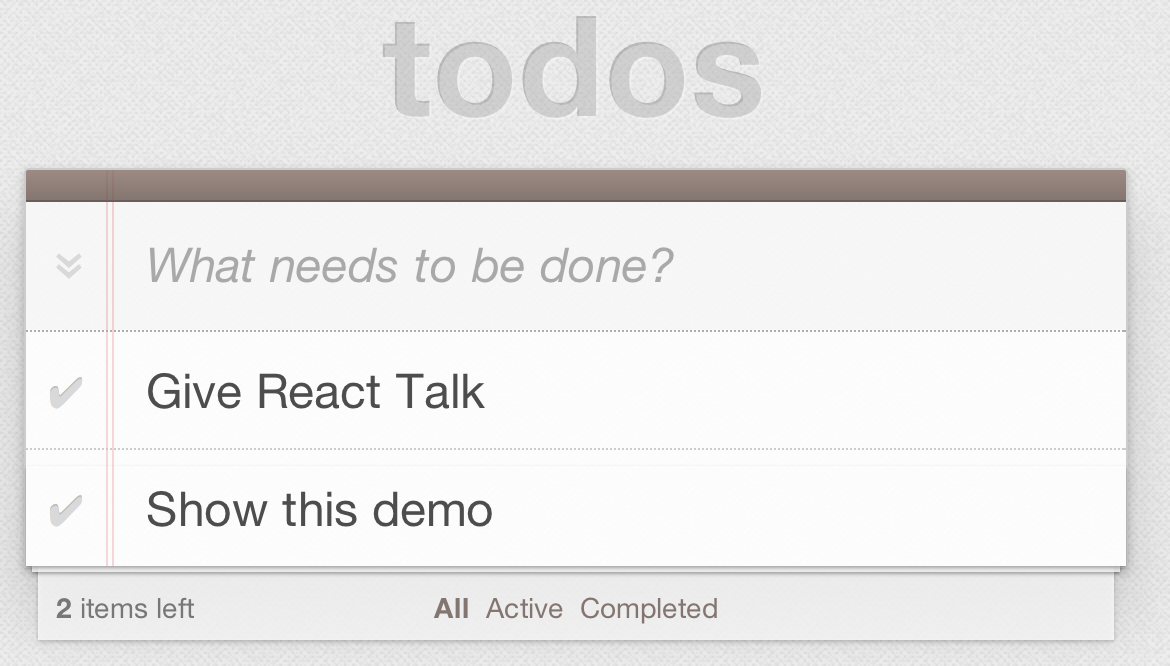 todos
What needs to be done?
Give React Talk
Show this demo
2 items left All Active Completed